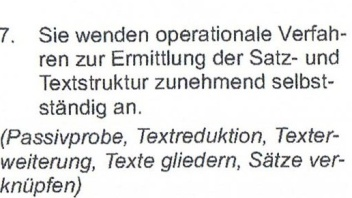 7. Sie wenden operationale Verfah-
ren zur Ermittlung der Satz- und
Textstruktur zunehmend selbst-
ständig an.
(Passivprobe, Textreduktion, Texter-
weiterung, Texte gliedern, Sätze ver-
knüpfen)